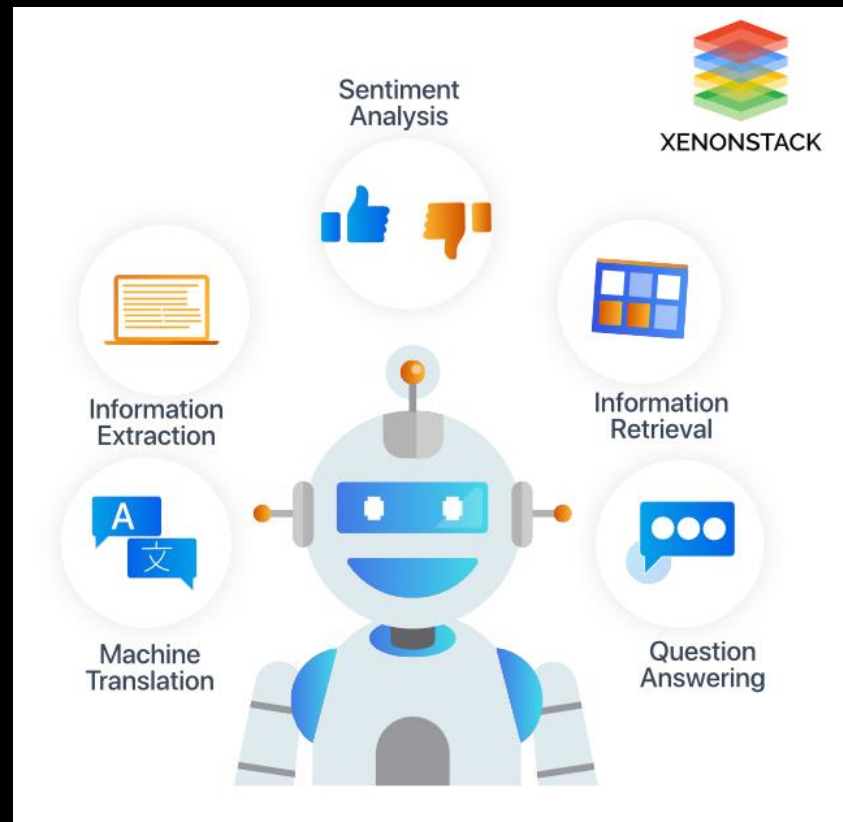 Sentiment
Analysis
XENONSTACK
Information
Extraction
Information
Retrieval
A
文
Machine
Translation
Question
Answering